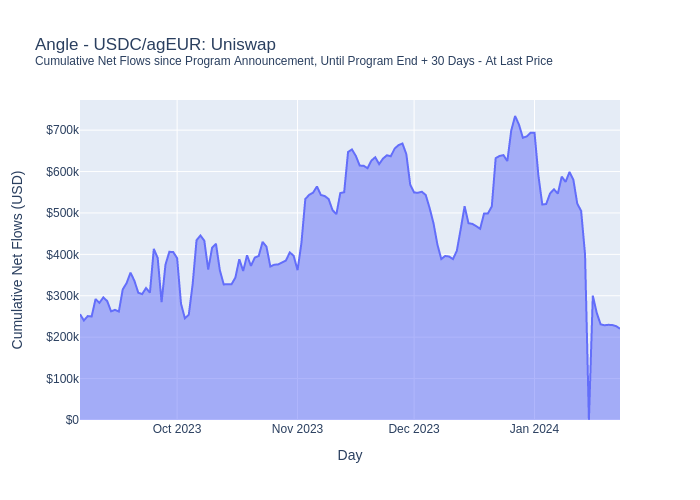 Angle - USDC/agEUR: Uniswap
Cumulative Net Flows since Program Announcement, Until Program End + 30 Days - At Last Price
Cumulative Net Flows (USD)
$700k
$600k
$500k
$400k
$300k
$200k
$100k
$0
Oct 2023
Nov 2023
Dec 2023
Jan 2024
Day